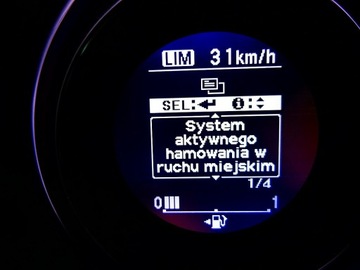 LIM 31km/h
SEL:↵ i:
System
aktywnego
hamowania w
ruchu miejskim
1/4
0 1